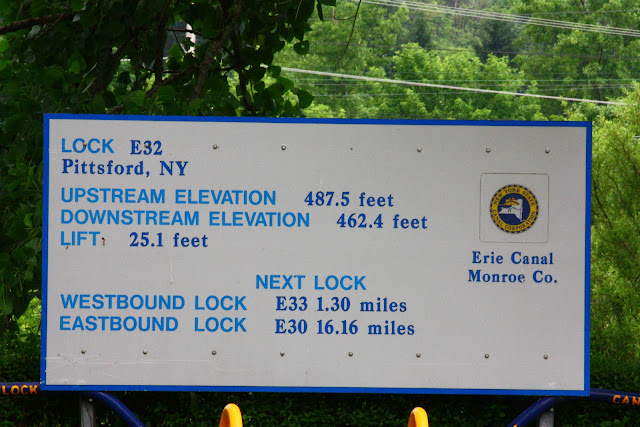 LOCK E32
Pittsford, NY
UPSTREAM ELEVATION 487.5 feet
DOWNSTREAM ELEVATION 462.4 feet
LIFT 25.1 feet
Erie Canal
Monroe Co.
NEXT LOCK
WESTBOUND LOCK E33 1.30 miles
EASTBOUND LOCK E30 16.16 miles
LOCK
CAN